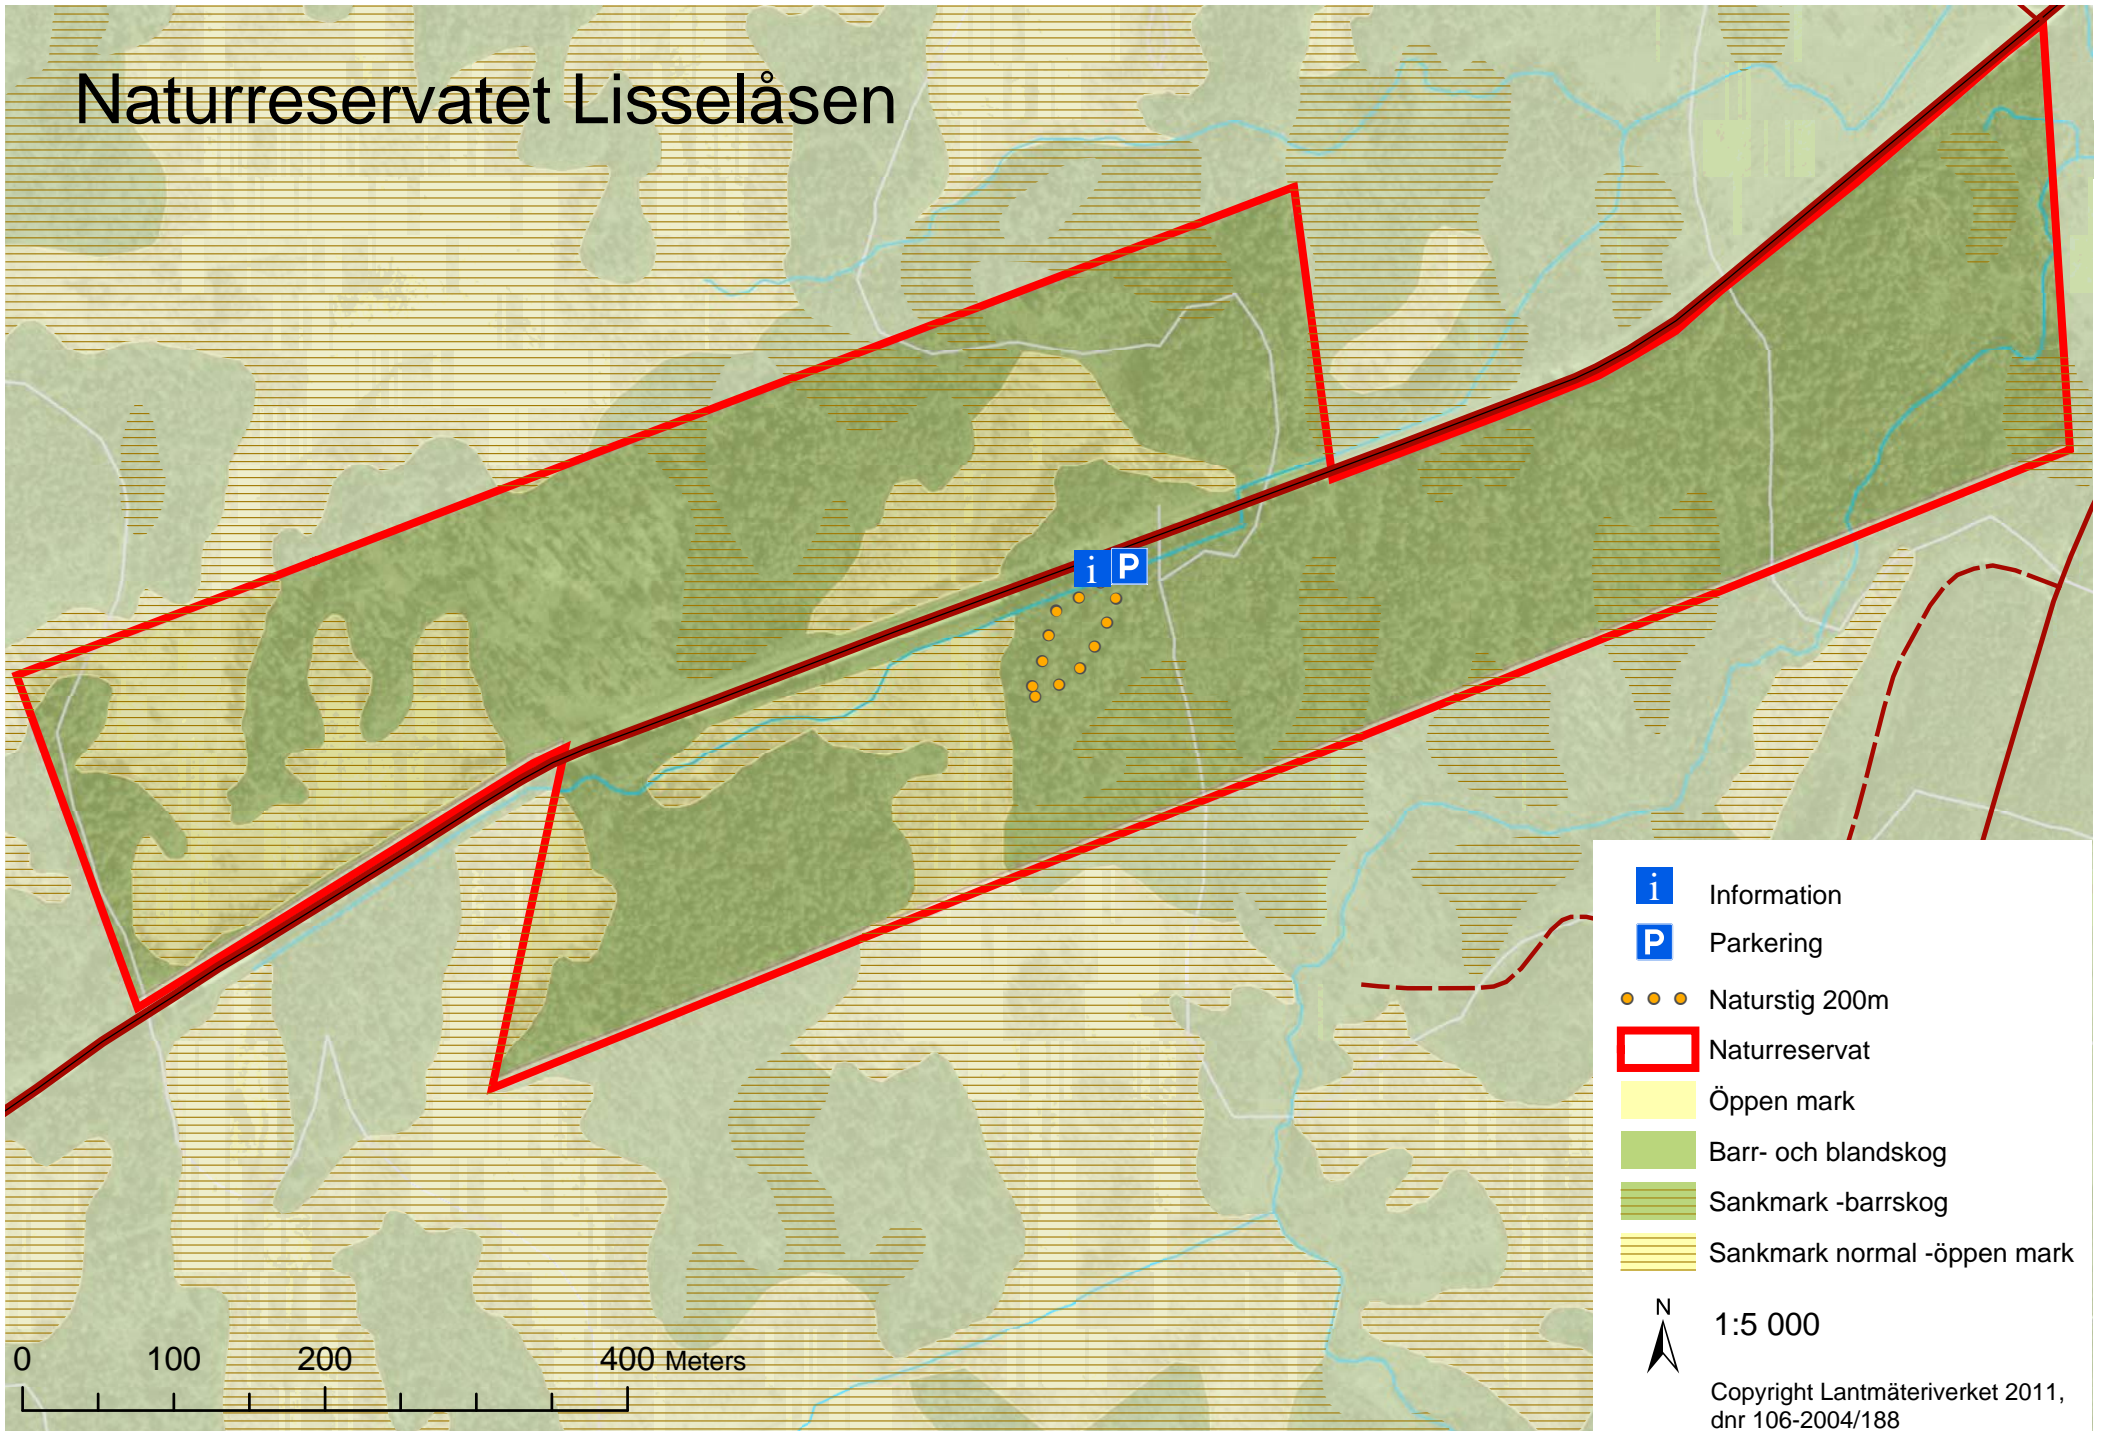 Naturreservatet Lisselåsen
i P
i Information
P Parkering
Naturstig 200m
Naturreservat
Öppen mark
Barr- och blandskog
Sankmark -barrskog
Sankmark normal -öppen mark
N
1:5 000
0 100 200 400 Meters
Copyright Lantmäteriverket 2011,
dnr 106-2004/188